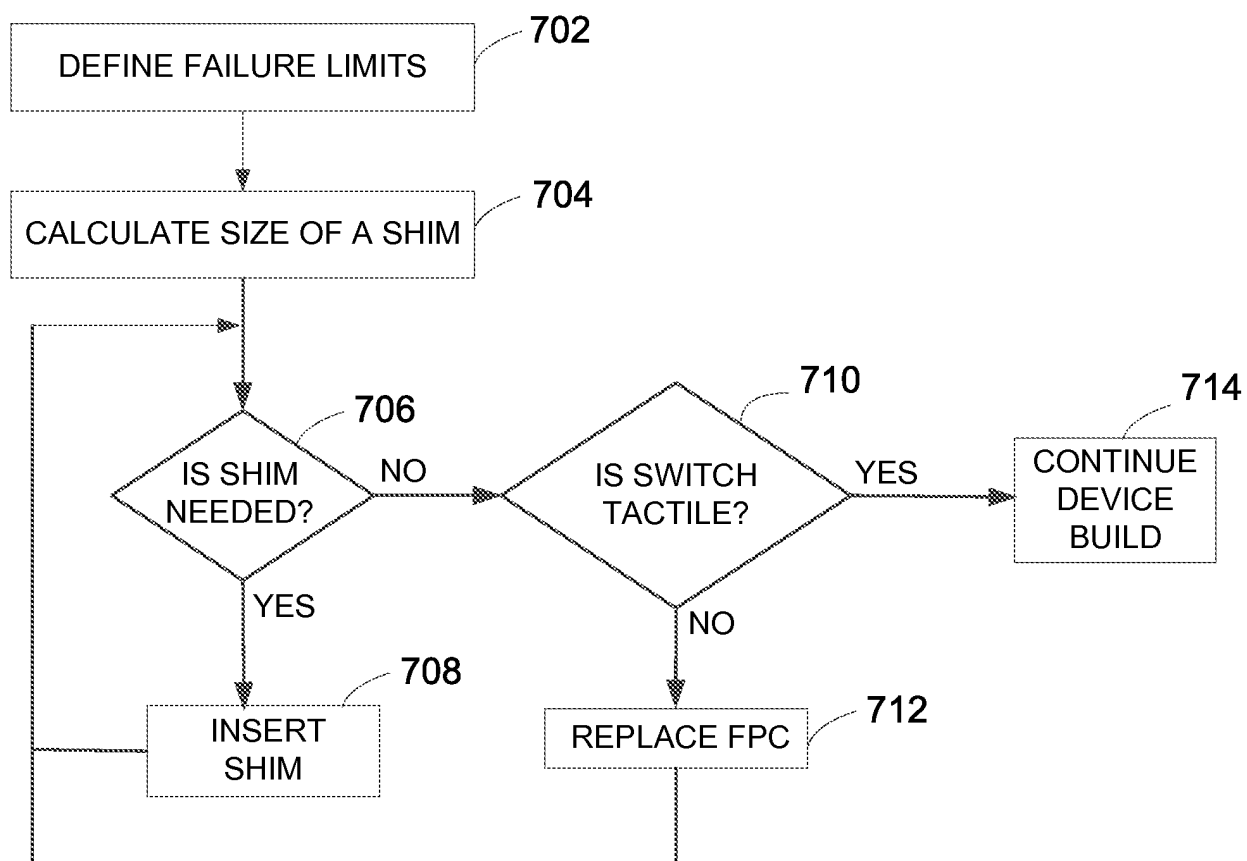 702
DEFINE FAILURE LIMITS
704
CALCULATE SIZE OF A SHIM
706
IS SHIM
NEEDED?
NO
YES
708
INSERT
SHIM
710
IS SWITCH
TACTILE?
YES
NO
712
REPLACE FPC
714
CONTINUE
DEVICE
BUILD